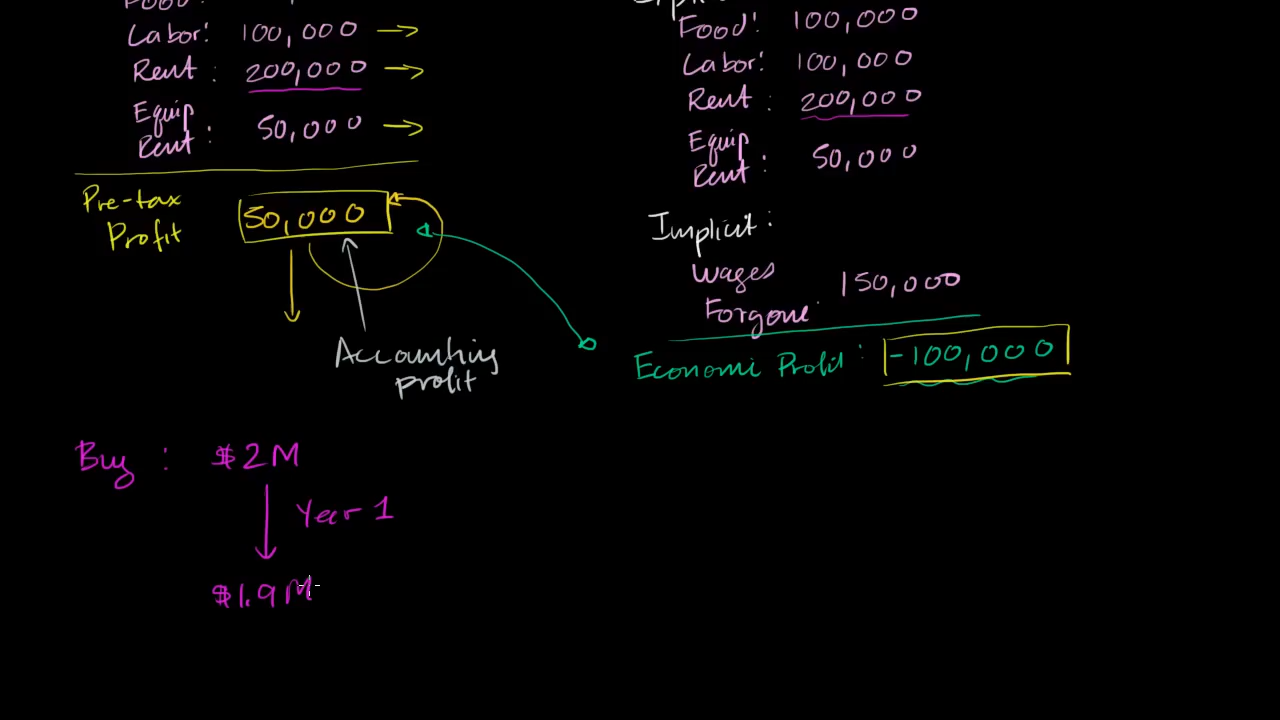 Food:
Labor: 100,000
Rent : 200,000
Equip
Rent : 50,000
Pre-tax
Profit 50,000
Accounting
profit
Buy : $2M
Year 1
$1.9M
Food: 100,000
Labor: 100,000
Rent : 200,000
Equip
Rent : 50,000
Implicit :
Wages
Forgone: 150,000
Economic Profit : -100,000